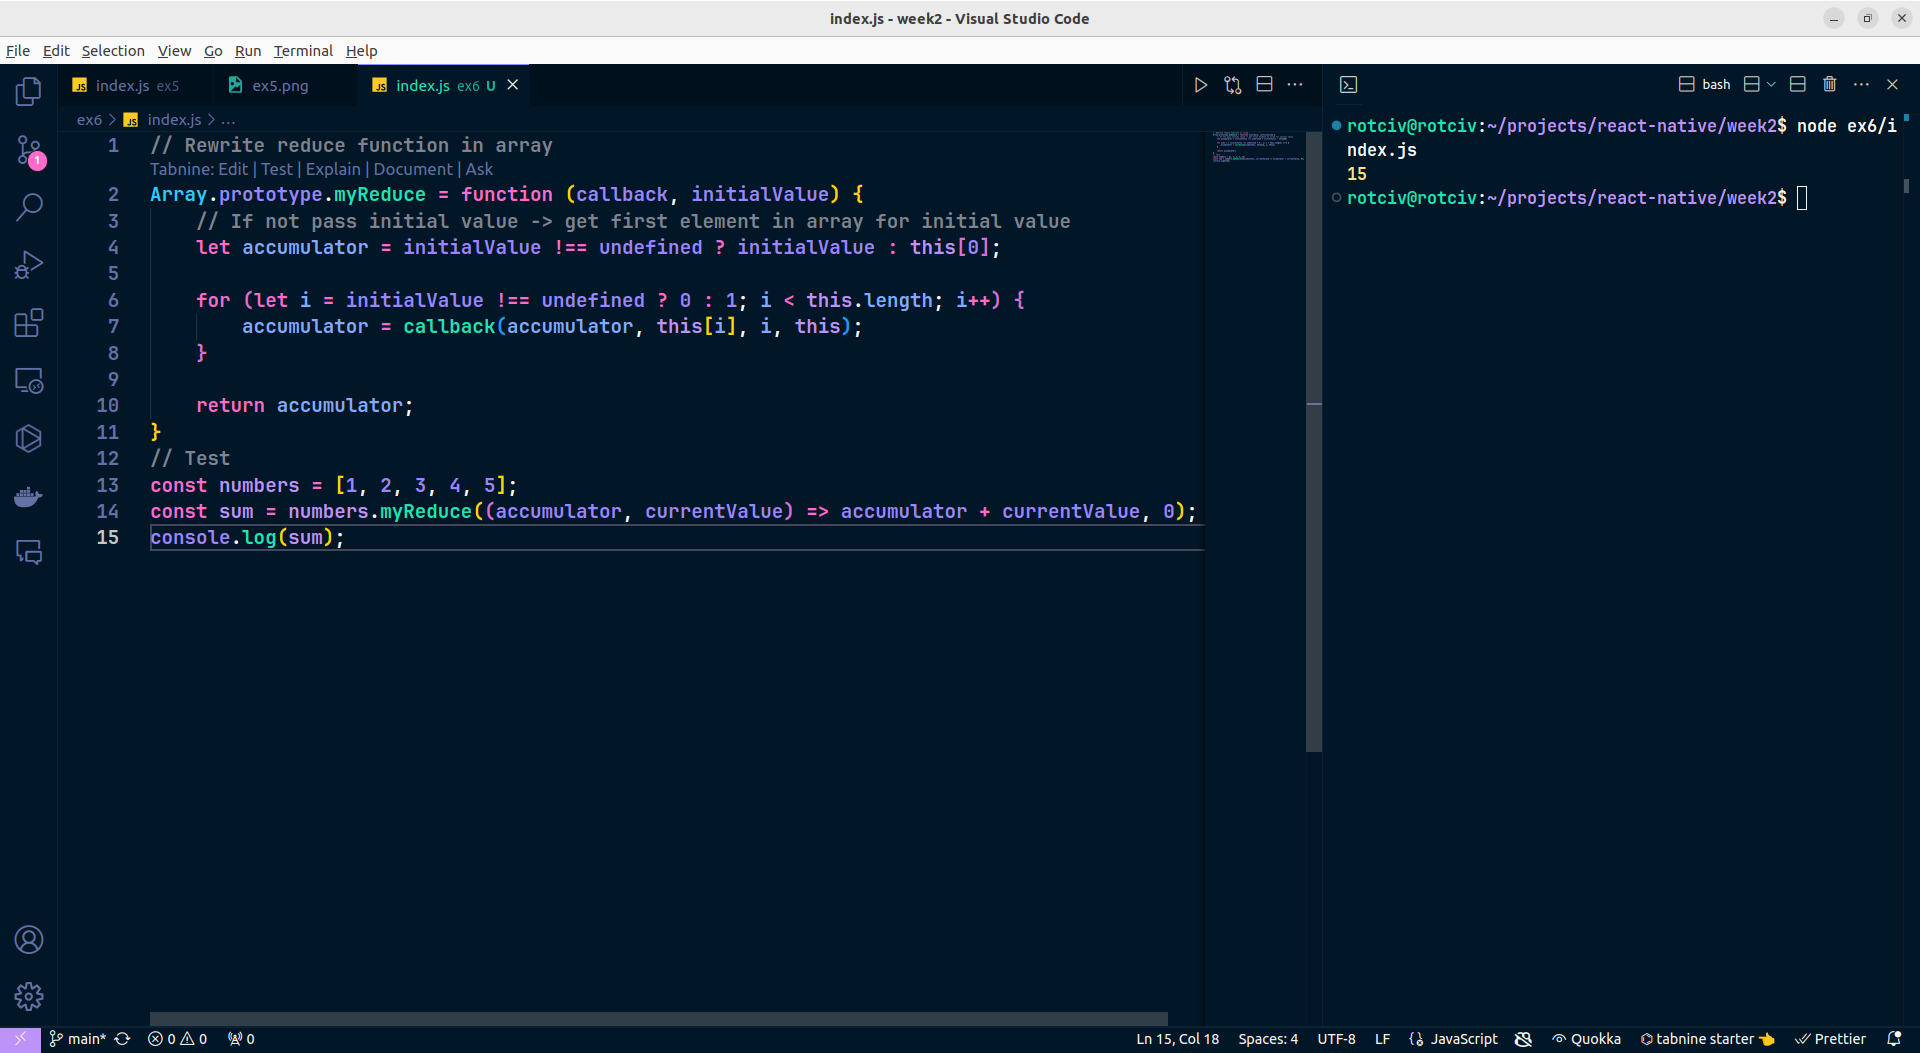 index.js - week2 - Visual Studio Code
File Edit Selection View Go Run Terminal Help
JS index.js ex5
ex5.png
JS index.js ex6 U
bash
ex6 > JS index.js > ...
1 // Rewrite reduce function in array
Tabnine: Edit | Test | Explain | Document | Ask
2 Array.prototype.myReduce = function (callback, initialValue) {
3 // If not pass initial value -> get first element in array for initial value
4 let accumulator = initialValue !== undefined ? initialValue : this[0];
5
6 for (let i = initialValue !== undefined ? 0 : 1; i < this.length; i++) {
7 accumulator = callback(accumulator, this[i], i, this);
8 }
9
10 return accumulator;
11 }
12 // Test
13 const numbers = [1, 2, 3, 4, 5];
14 const sum = numbers.myReduce((accumulator, currentValue) => accumulator + currentValue, 0);
15 console.log(sum);
rotciv@rotciv:~/projects/react-native/week2$ node ex6/i
ndex.js
15
rotciv@rotciv:~/projects/react-native/week2$
1
main* 0 0 0
Ln 15, Col 18 Spaces: 4 UTF-8 LF {} JavaScript Quokka tabnine starter Prettier